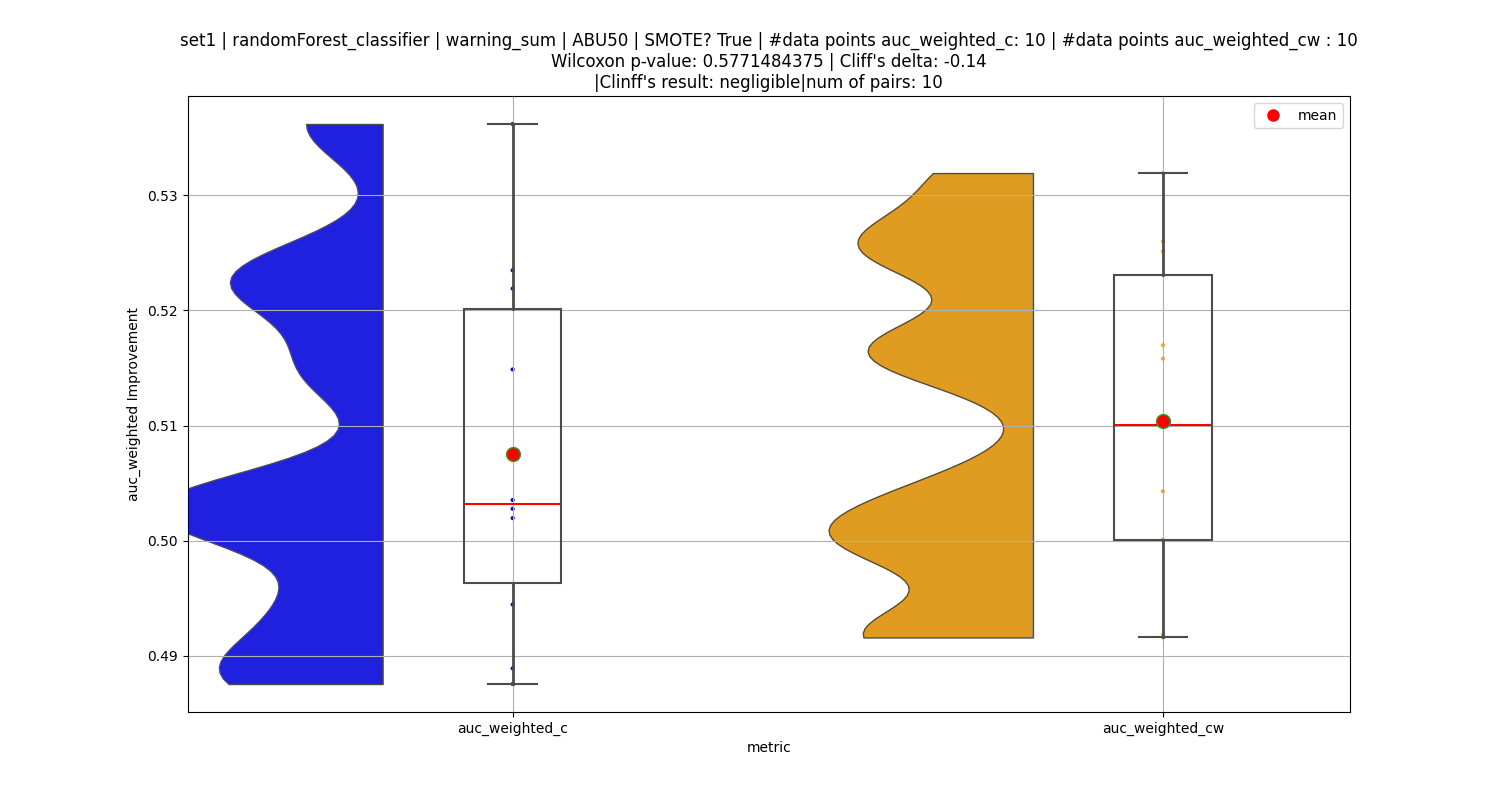 set1 | randomForest_classifier | warning_sum | ABU50 | SMOTE? True | #data points auc_weighted_c: 10 | #data points auc_weighted_cw : 10
Wilcoxon p-value: 0.5771484375 | Cliff's delta: -0.14
|Clinff's result: negligible|num of pairs: 10
mean
0.53
0.52
0.51
0.50
0.49
auc_weighted Improvement
auc_weighted_c
auc_weighted_cw
metric